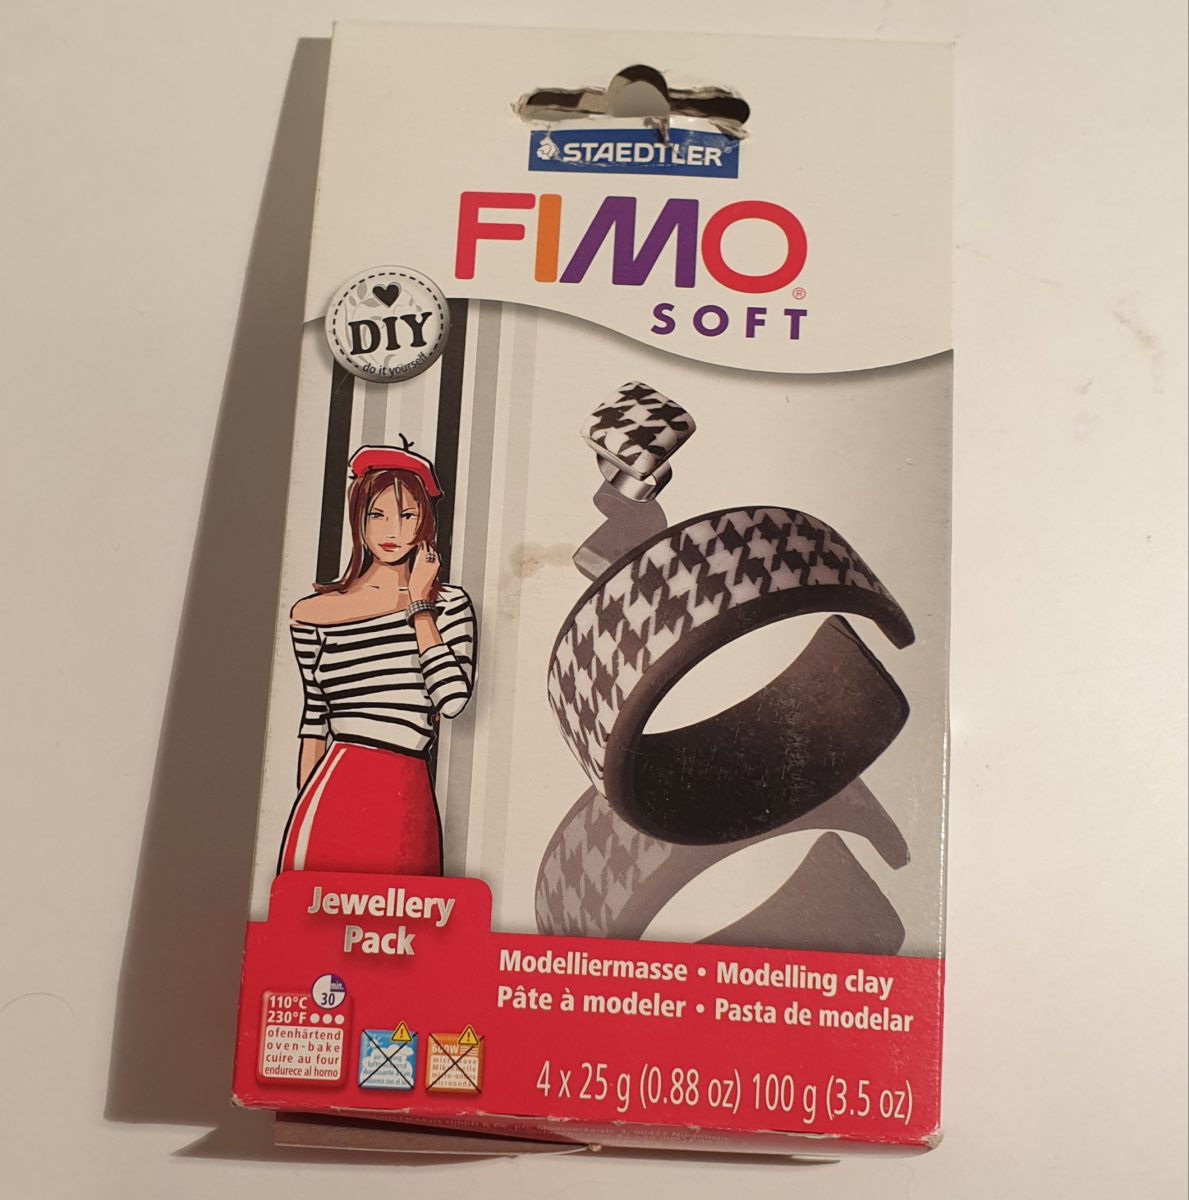 STAEDTLER
FIMO®
SOFT
DIY
do it yourself
Jewellery
Pack
Modelliermasse • Modelling clay
Pâte à modeler • Pasta de modelar
110°C
230°F
min.
30
ofenhärtend
oven-bake
cuire au four
endurece al horno
600W
4 x 25 g (0.88 oz) 100 g (3.5 oz)